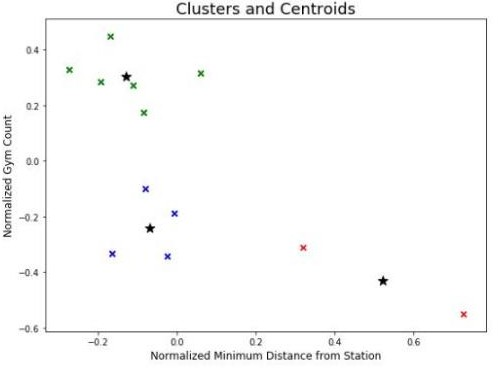 Clusters and Centroids
Normalized Gym Count
0.4
0.2
0.0
−0.2
−0.4
−0.6
−0.2 0.0 0.2 0.4 0.6
Normalized Minimum Distance from Station